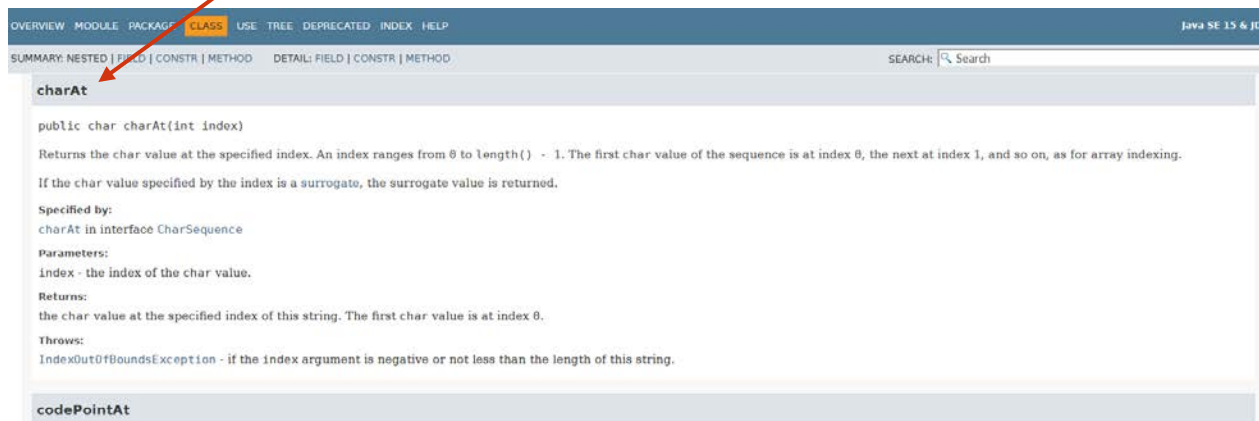 OVERVIEW MODULE PACKAGE CLASS USE TREE DEPRECATED INDEX HELP Java SE 15 & JD
SUMMARY: NESTED | FIELD | CONSTR | METHOD DETAIL: FIELD | CONSTR | METHOD SEARCH: Search
charAt
public char charAt(int index)
Returns the char value at the specified index. An index ranges from 0 to length() - 1. The first char value of the sequence is at index 0, the next at index 1, and so on, as for array indexing.
If the char value specified by the index is a surrogate, the surrogate value is returned.
Specified by:
charAt in interface CharSequence
Parameters:
index - the index of the char value.
Returns:
the char value at the specified index of this string. The first char value is at index 0.
Throws:
IndexOutOfBoundsException - if the index argument is negative or not less than the length of this string.
codePointAt